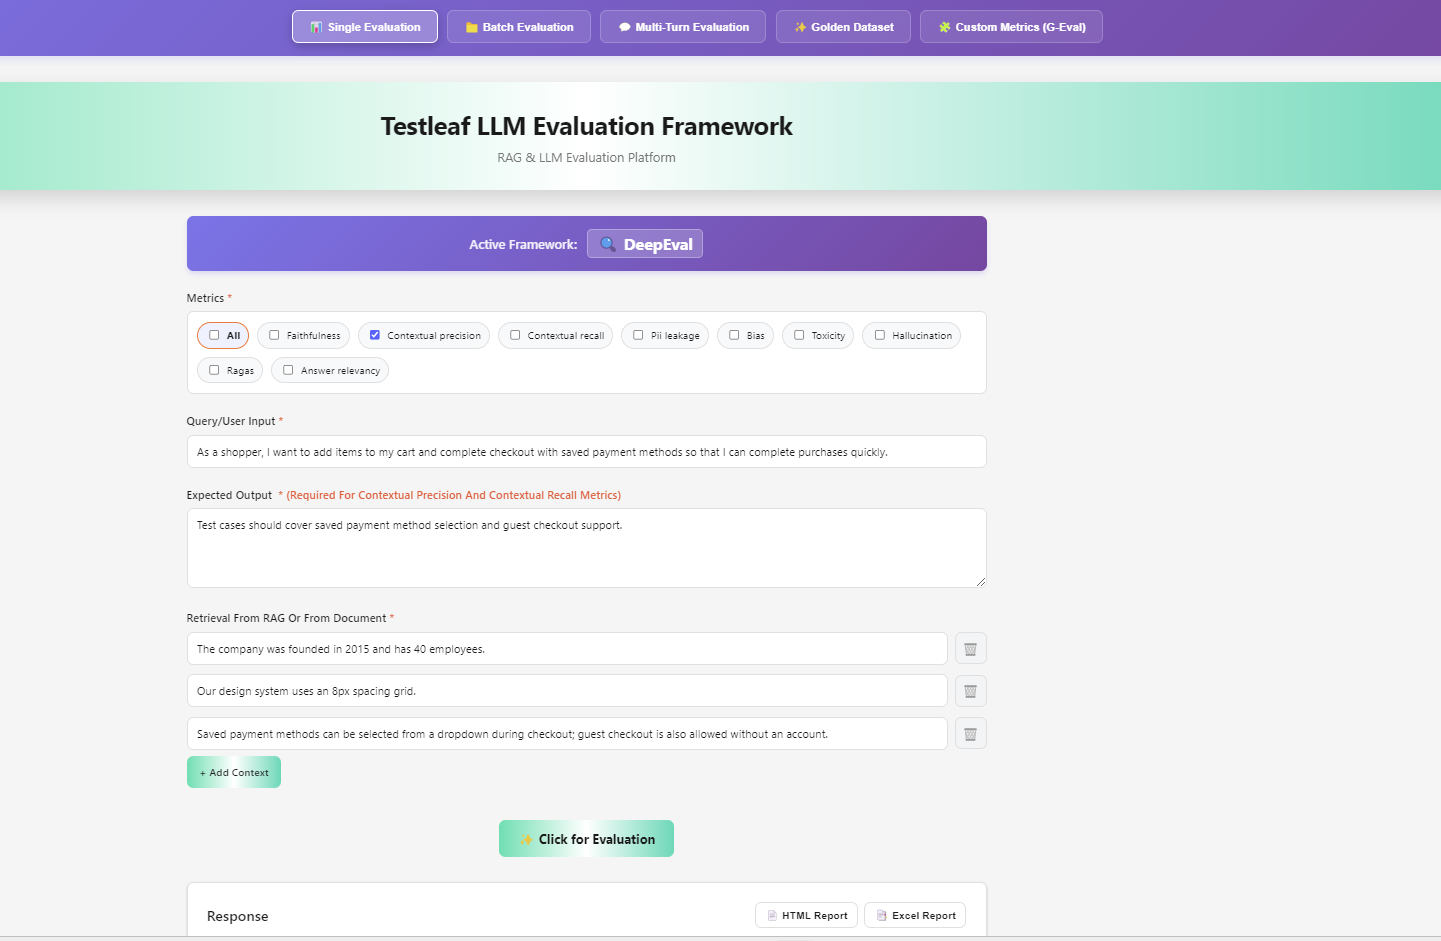 Single Evaluation
Batch Evaluation
Multi-Turn Evaluation
Golden Dataset
Custom Metrics (G-Eval)
Testleaf LLM Evaluation Framework
RAG & LLM Evaluation Platform
Active Framework: DeepEval
Metrics *
All
Faithfulness
Contextual precision
Contextual recall
Pii leakage
Bias
Toxicity
Hallucination
Ragas
Answer relevancy
Query/User Input *
As a shopper, I want to add items to my cart and complete checkout with saved payment methods so that I can complete purchases quickly.
Expected Output * (Required For Contextual Precision And Contextual Recall Metrics)
Test cases should cover saved payment method selection and guest checkout support.
Retrieval From RAG Or From Document *
The company was founded in 2015 and has 40 employees.
Our design system uses an 8px spacing grid.
Saved payment methods can be selected from a dropdown during checkout; guest checkout is also allowed without an account.
+ Add Context
Click for Evaluation
Response
HTML Report
Excel Report